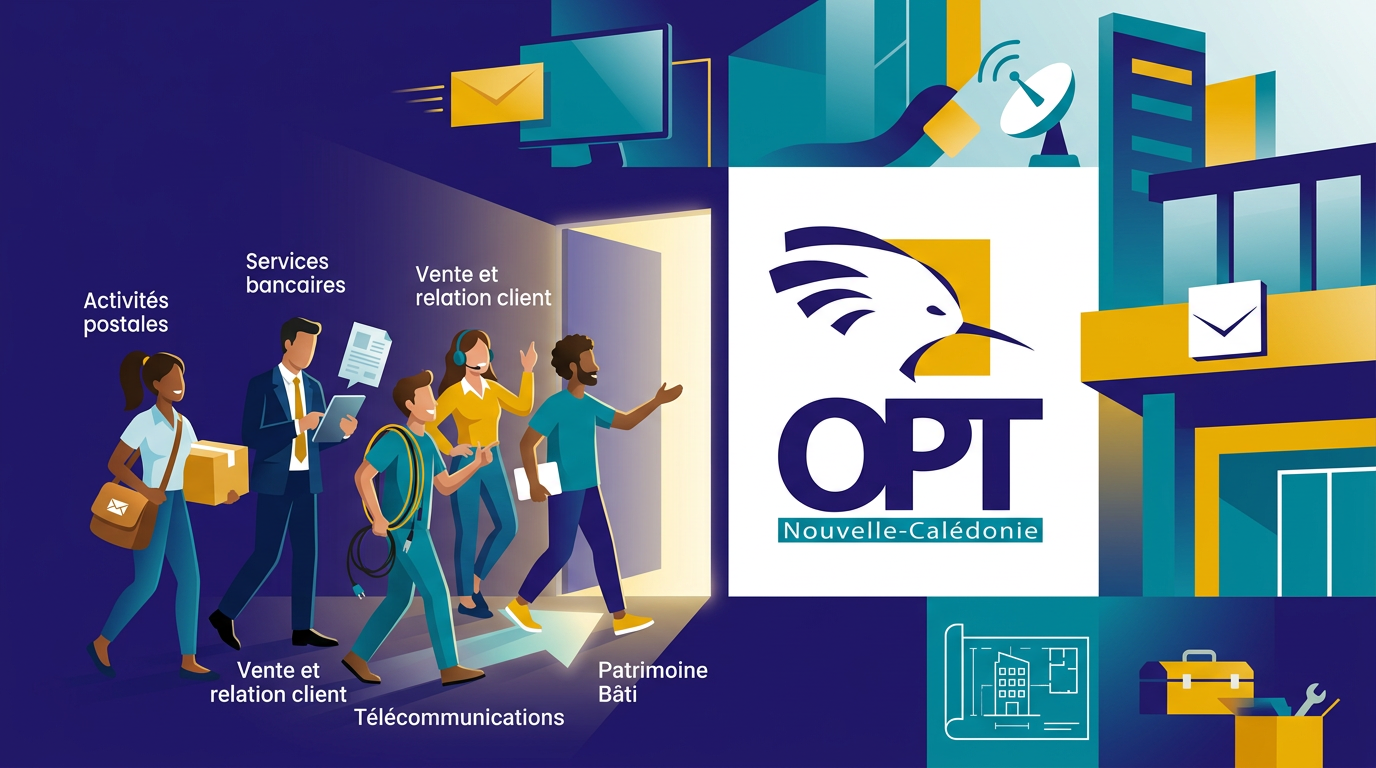 Services
bancaires
Vente et
relation client
Activités
postales
OPT
Nouvelle-Calédonie
Vente et
relation client
Patrimoine
Bâti
Télécommunications